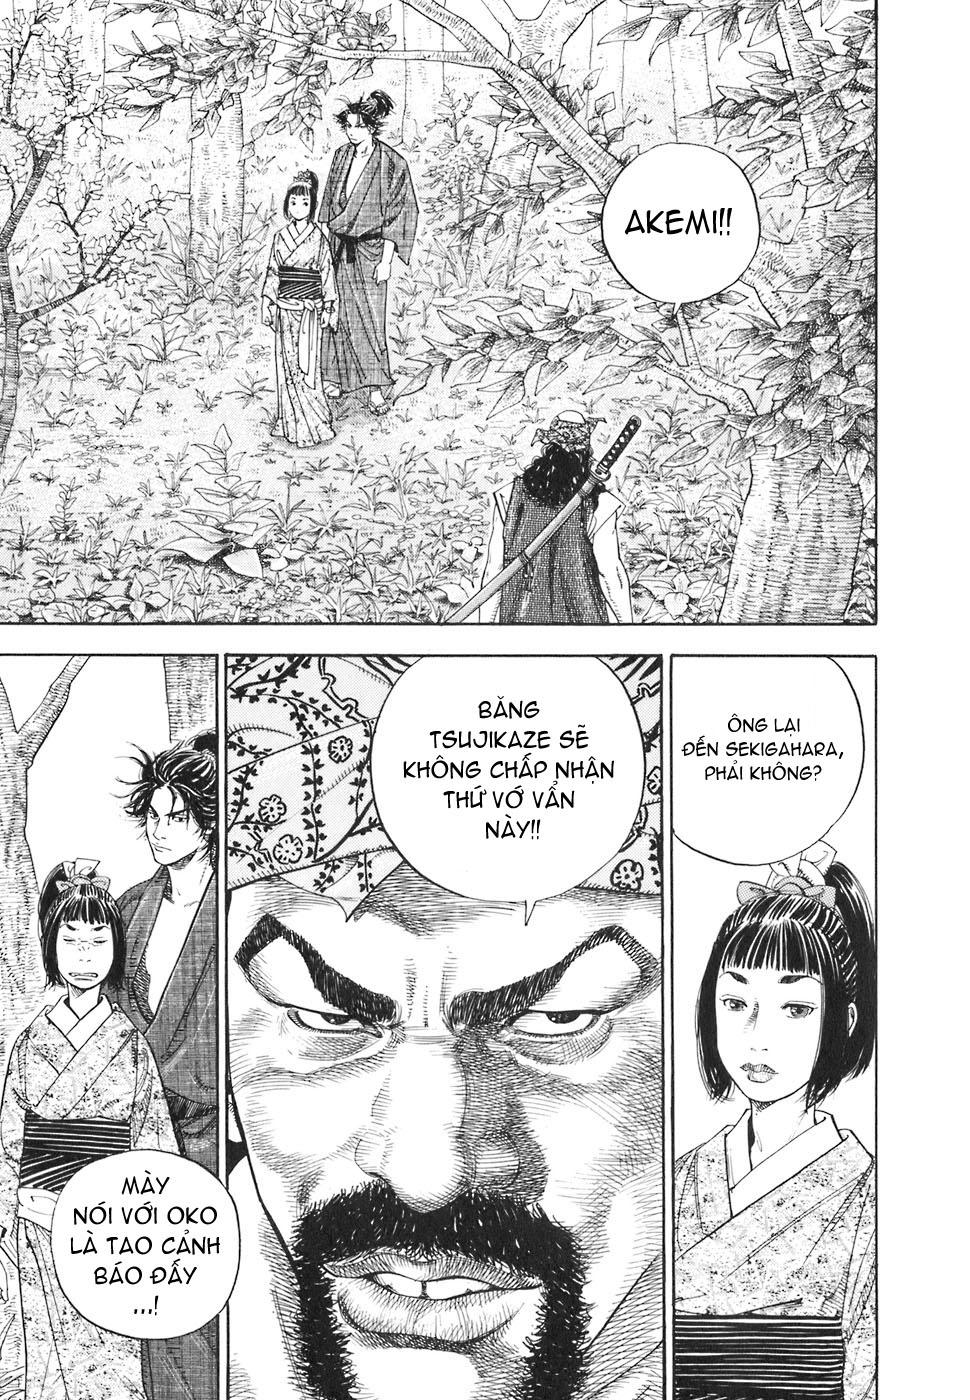 AKEMI!!
ÔNG LẠI
ĐẾN SEKIGAHARA,
PHẢI KHÔNG?
BĂNG
TSUJIKAZE SẼ
KHÔNG CHẤP NHẬN
THỨ VỚ VẨN
NÀY!!
MÀY
NÓI VỚI OKO
LÀ TAO CẢNH
BÁO ĐẤY
...!